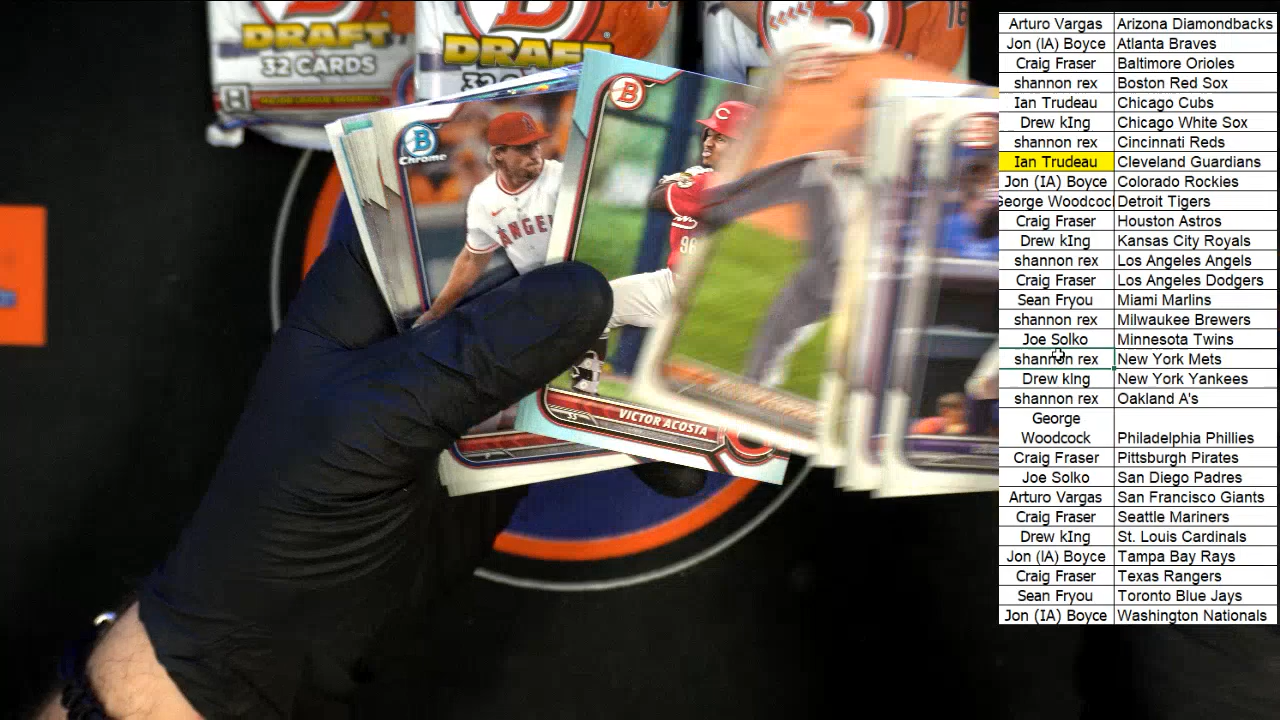 DRAFT
32 CARDS
DRAFT
Chrome
B
ANGE
C
98
VICTOR ACOSTA
Arturo Vargas Arizona Diamondbacks
Jon (IA) Boyce Atlanta Braves
Craig Fraser Baltimore Orioles
shannon rex Boston Red Sox
Ian Trudeau Chicago Cubs
Drew kIng Chicago White Sox
shannon rex Cincinnati Reds
Ian Trudeau Cleveland Guardians
Jon (IA) Boyce Colorado Rockies
George Woodcoc Detroit Tigers
Craig Fraser Houston Astros
Drew kIng Kansas City Royals
shannon rex Los Angeles Angels
Craig Fraser Los Angeles Dodgers
Sean Fryou Miami Marlins
shannon rex Milwaukee Brewers
Joe Solko Minnesota Twins
shannon rex New York Mets
Drew kIng New York Yankees
shannon rex Oakland A's
George
Woodcock Philadelphia Phillies
Craig Fraser Pittsburgh Pirates
Joe Solko San Diego Padres
Arturo Vargas San Francisco Giants
Craig Fraser Seattle Mariners
Drew kIng St. Louis Cardinals
Jon (IA) Boyce Tampa Bay Rays
Craig Fraser Texas Rangers
Sean Fryou Toronto Blue Jays
Jon (IA) Boyce Washington Nationals